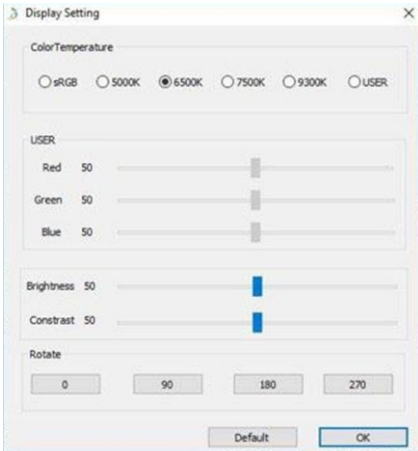 Display Setting
ColorTemperature
sRGB 5000K 6500K 7500K 9300K USER
USER
Red 50
Green 50
Blue 50
Brightness 50
Constrast 50
Rotate
0 90 180 270
Default OK